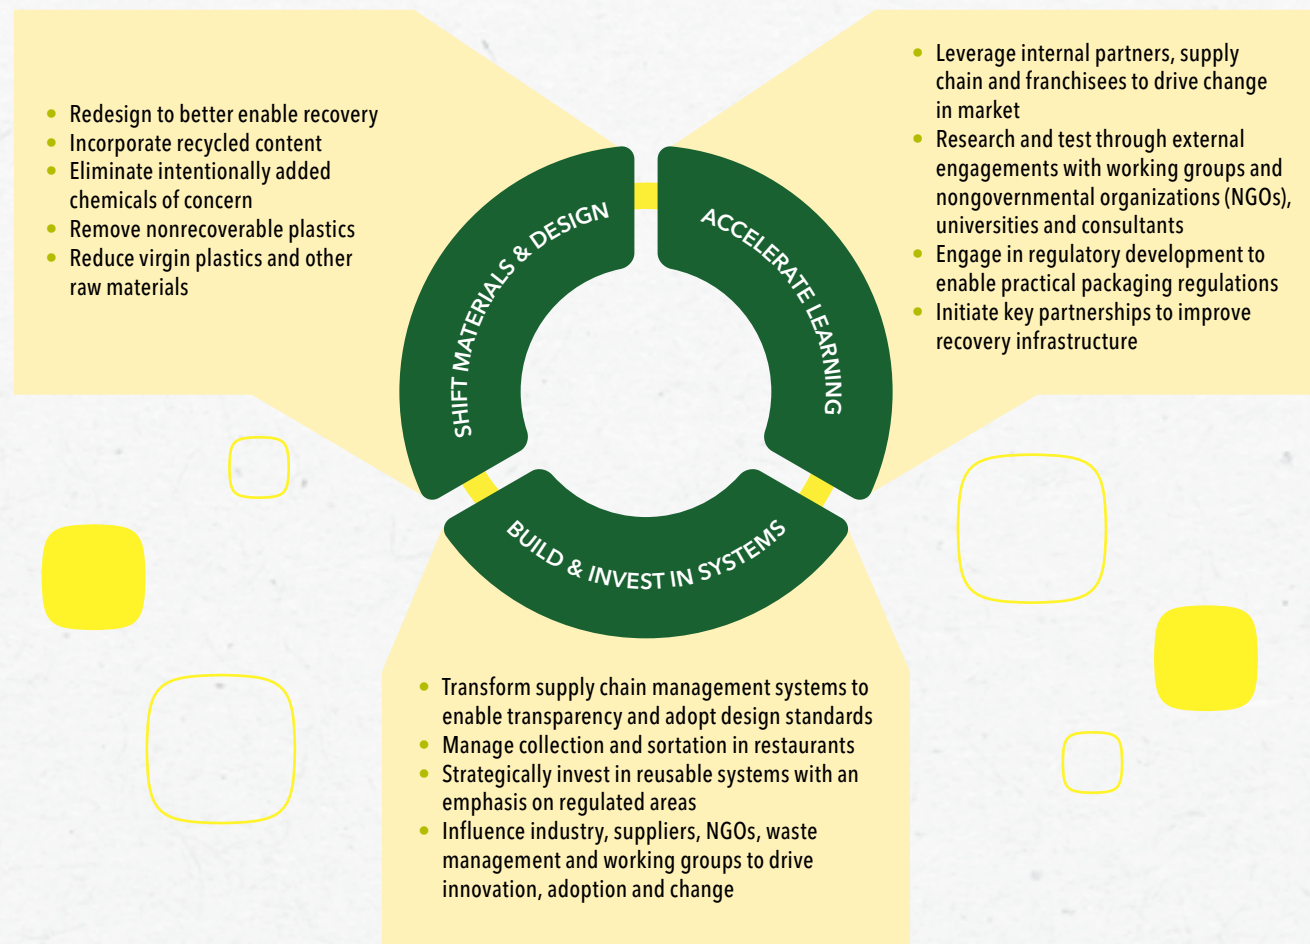 • Redesign to better enable recovery
• Incorporate recycled content
• Eliminate intentionally added
chemicals of concern
• Remove nonrecoverable plastics
• Reduce virgin plastics and other
raw materials
SHIFT MATERIALS & DESIGN
• Leverage internal partners, supply
chain and franchisees to drive change
in market
• Research and test through external
engagements with working groups and
nongovernmental organizations (NGOs),
universities and consultants
• Engage in regulatory development to
enable practical packaging regulations
• Initiate key partnerships to improve
recovery infrastructure
ACCELERATE LEARNING
BUILD & INVEST IN SYSTEMS
• Transform supply chain management systems to
enable transparency and adopt design standards
• Manage collection and sortation in restaurants
• Strategically invest in reusable systems with an
emphasis on regulated areas
• Influence industry, suppliers, NGOs, waste
management and working groups to drive
innovation, adoption and change